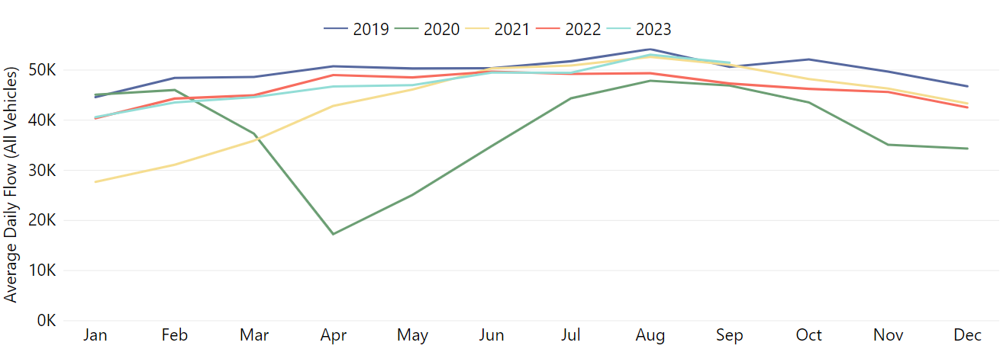 2019 2020 2021 2022 2023
Average Daily Flow (All Vehicles)
50K
40K
30K
20K
10K
0K
Jan Feb Mar Apr May Jun Jul Aug Sep Oct Nov Dec